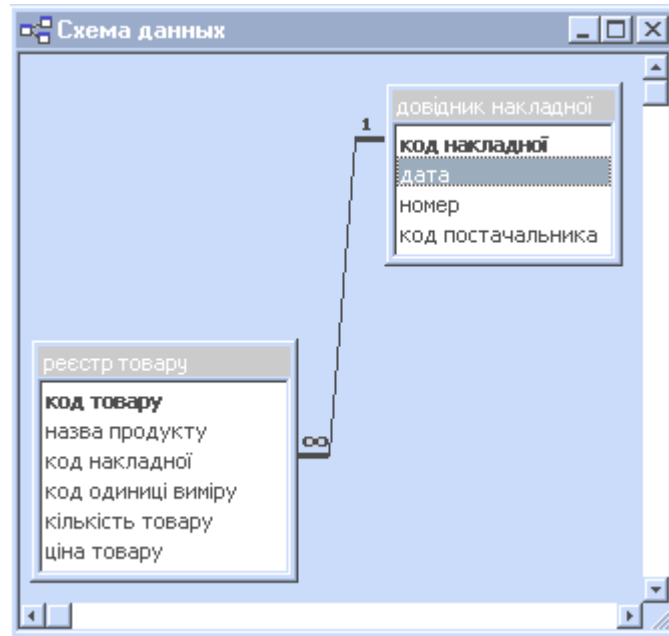 Схема данных
довідник накладної
1
код накладної
дата
номер
код постачальника
реєстр товару
код товару
назва продукту
∞
код накладної
код одиниці виміру
кількість товару
ціна товару